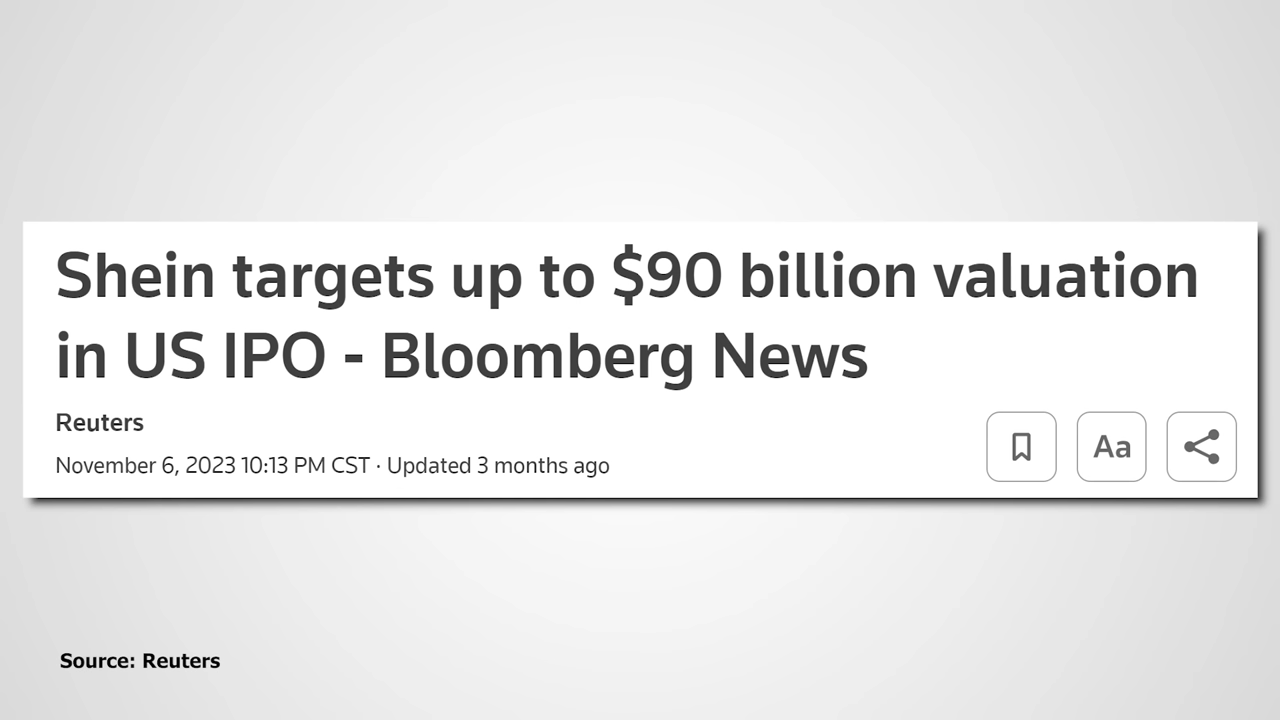 Shein targets up to $90 billion valuation
in US IPO - Bloomberg News
Reuters
November 6, 2023 10:13 PM CST · Updated 3 months ago
Aa
Source: Reuters